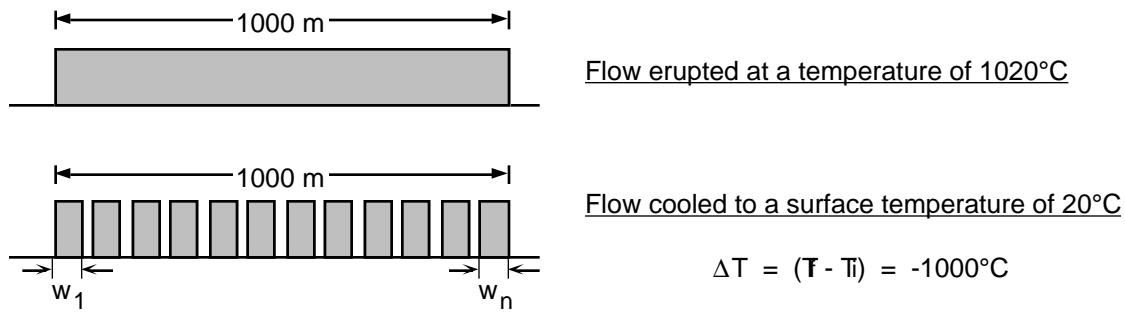 1000 m
Flow erupted at a temperature of 1020°C
1000 m
Flow cooled to a surface temperature of 20°C
ΔT = (Tf - Ti) = -1000°C
w1
wn